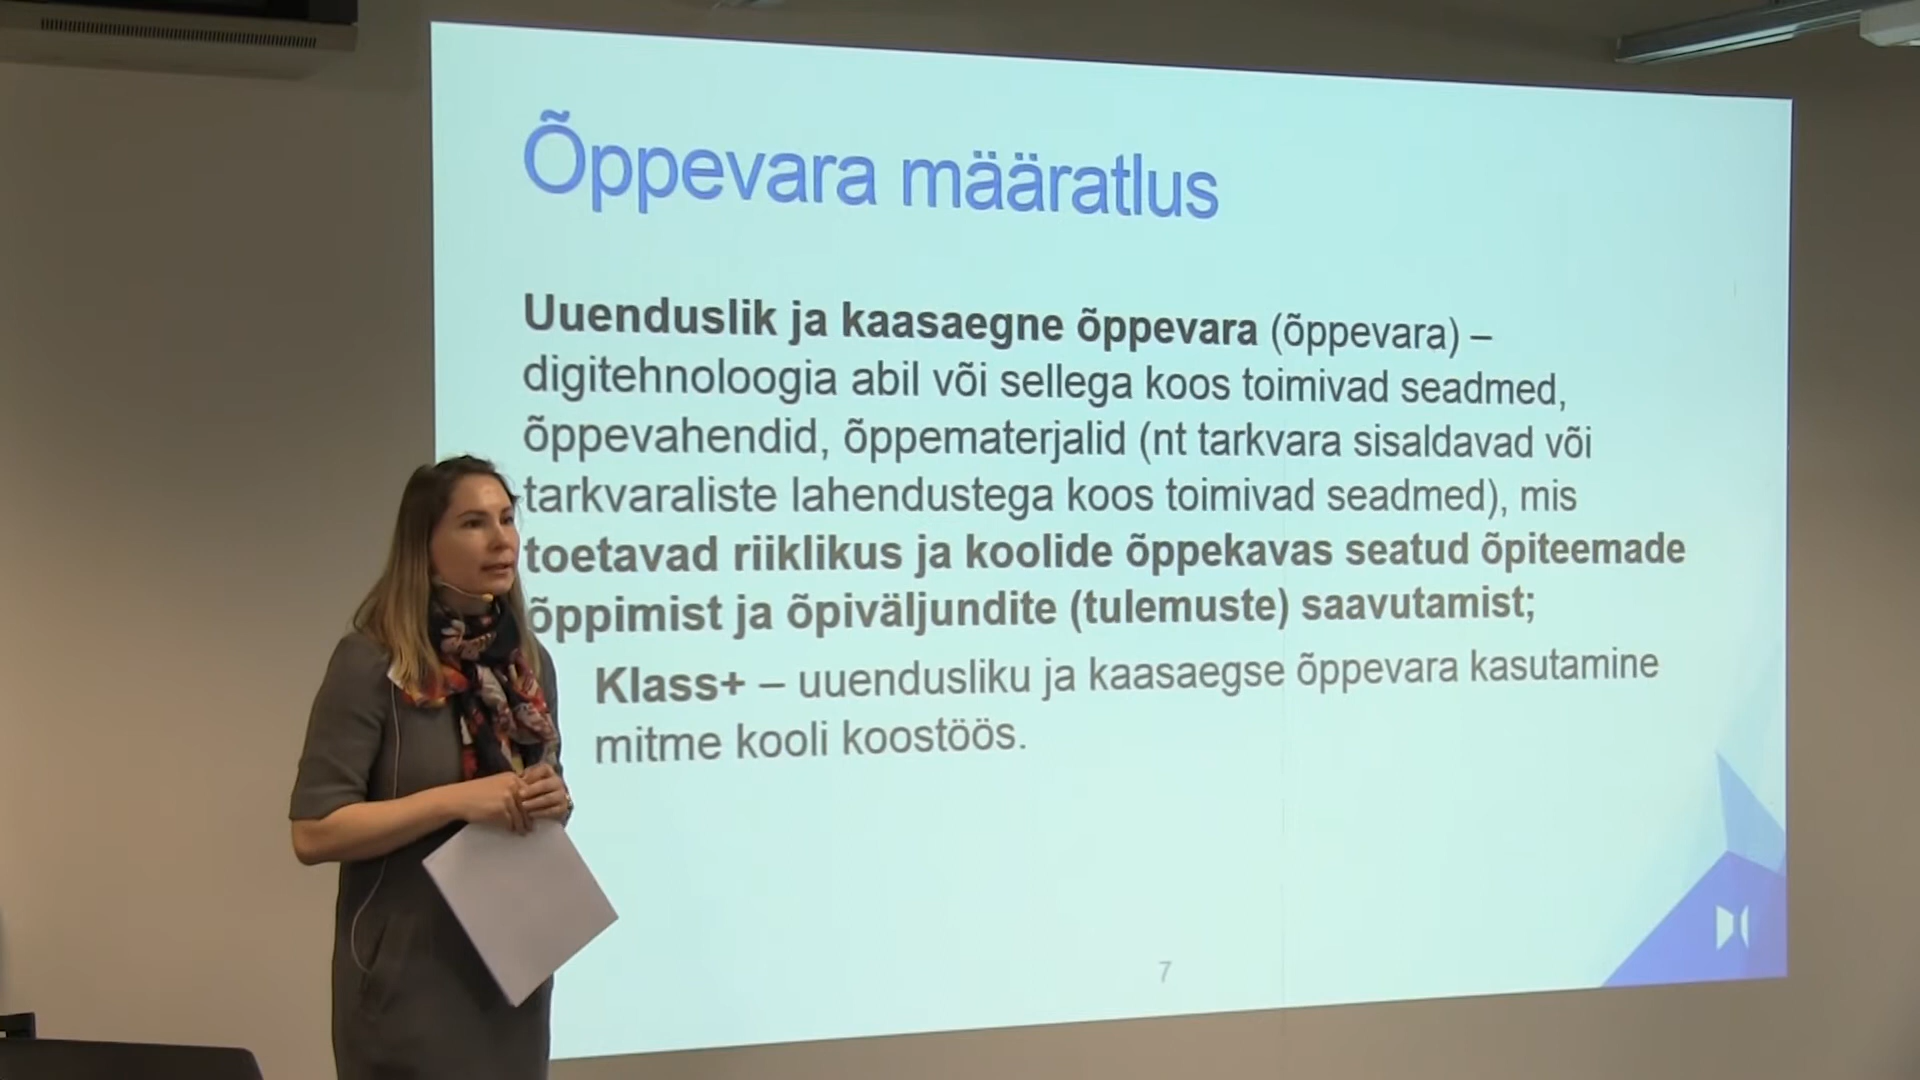 Õppevara määratlus
Uuenduslik ja kaasaegne õppevara (õppevara) –
digitehnoloogia abil või sellega koos toimivad seadmed,
õppevahendid, õppematerjalid (nt tarkvara sisaldavad või
tarkvaraliste lahendustega koos toimivad seadmed), mis
toetavad riiklikus ja koolide õppekavas seatud õpiteemade
õppimist ja õpiväljundite (tulemuste) saavutamist;
Klass+ – uuendusliku ja kaasaegse õppevara kasutamine
mitme kooli koostöös.
7